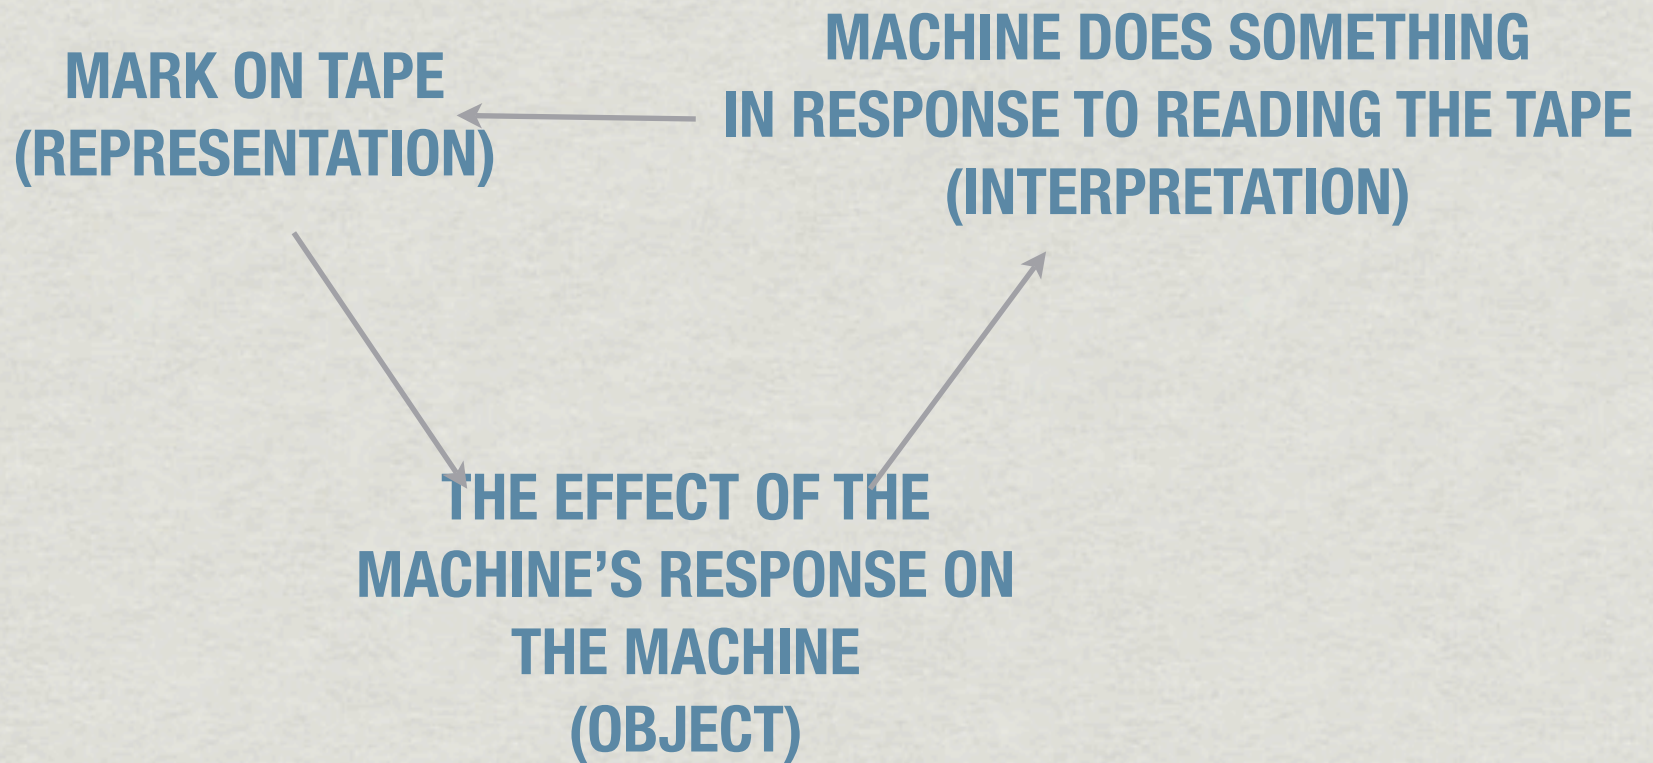 MARK ON TAPE
(REPRESENTATION)
MACHINE DOES SOMETHING
IN RESPONSE TO READING THE TAPE
(INTERPRETATION)
THE EFFECT OF THE
MACHINE’S RESPONSE ON
THE MACHINE
(OBJECT)